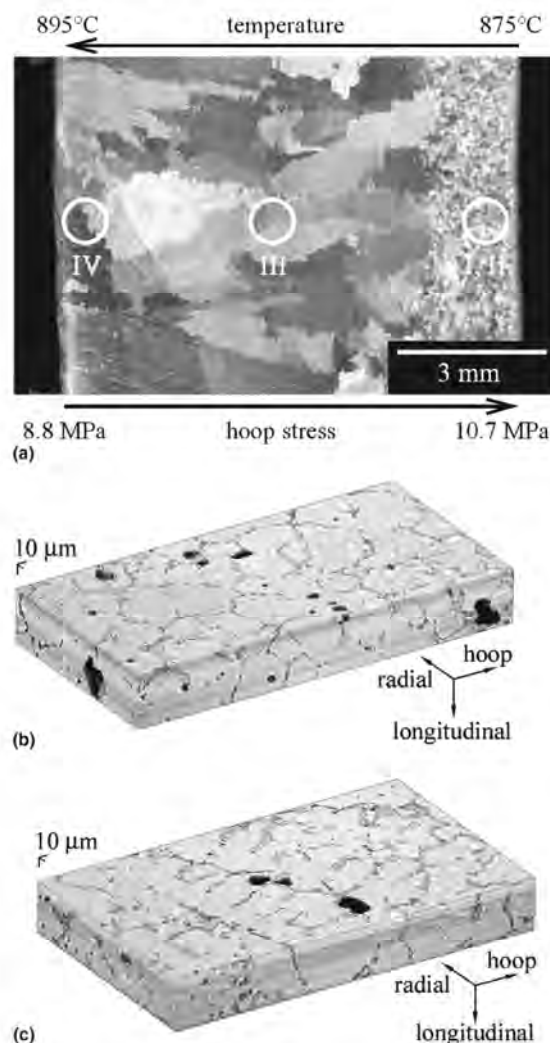 895°C temperature 875°C
IV III I, II
3 mm
8.8 MPa hoop stress 10.7 MPa
(a)
10 μm
hoop
radial
longitudinal
(b)
10 μm
hoop
radial
longitudinal
(c)